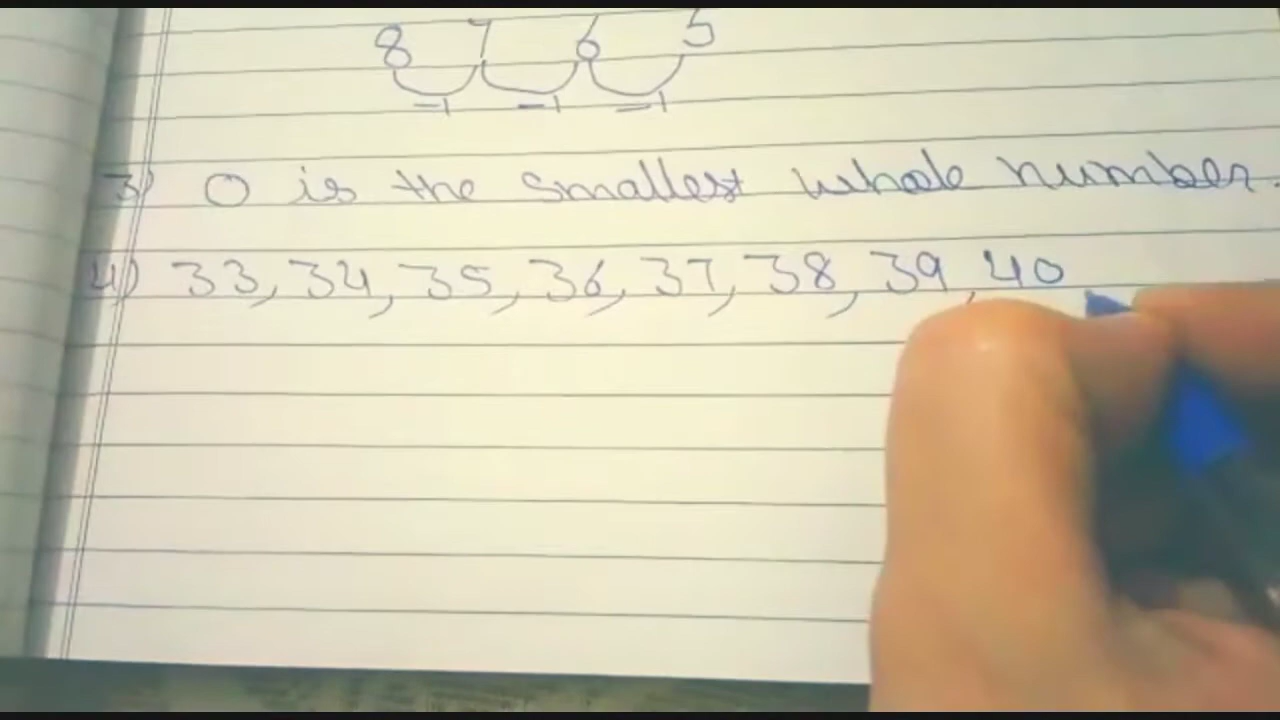 8 7 6 5
-1 -1 -1
3) 0 is the smallest whole number.
4) 33, 34, 35, 36, 37, 38, 39, 40